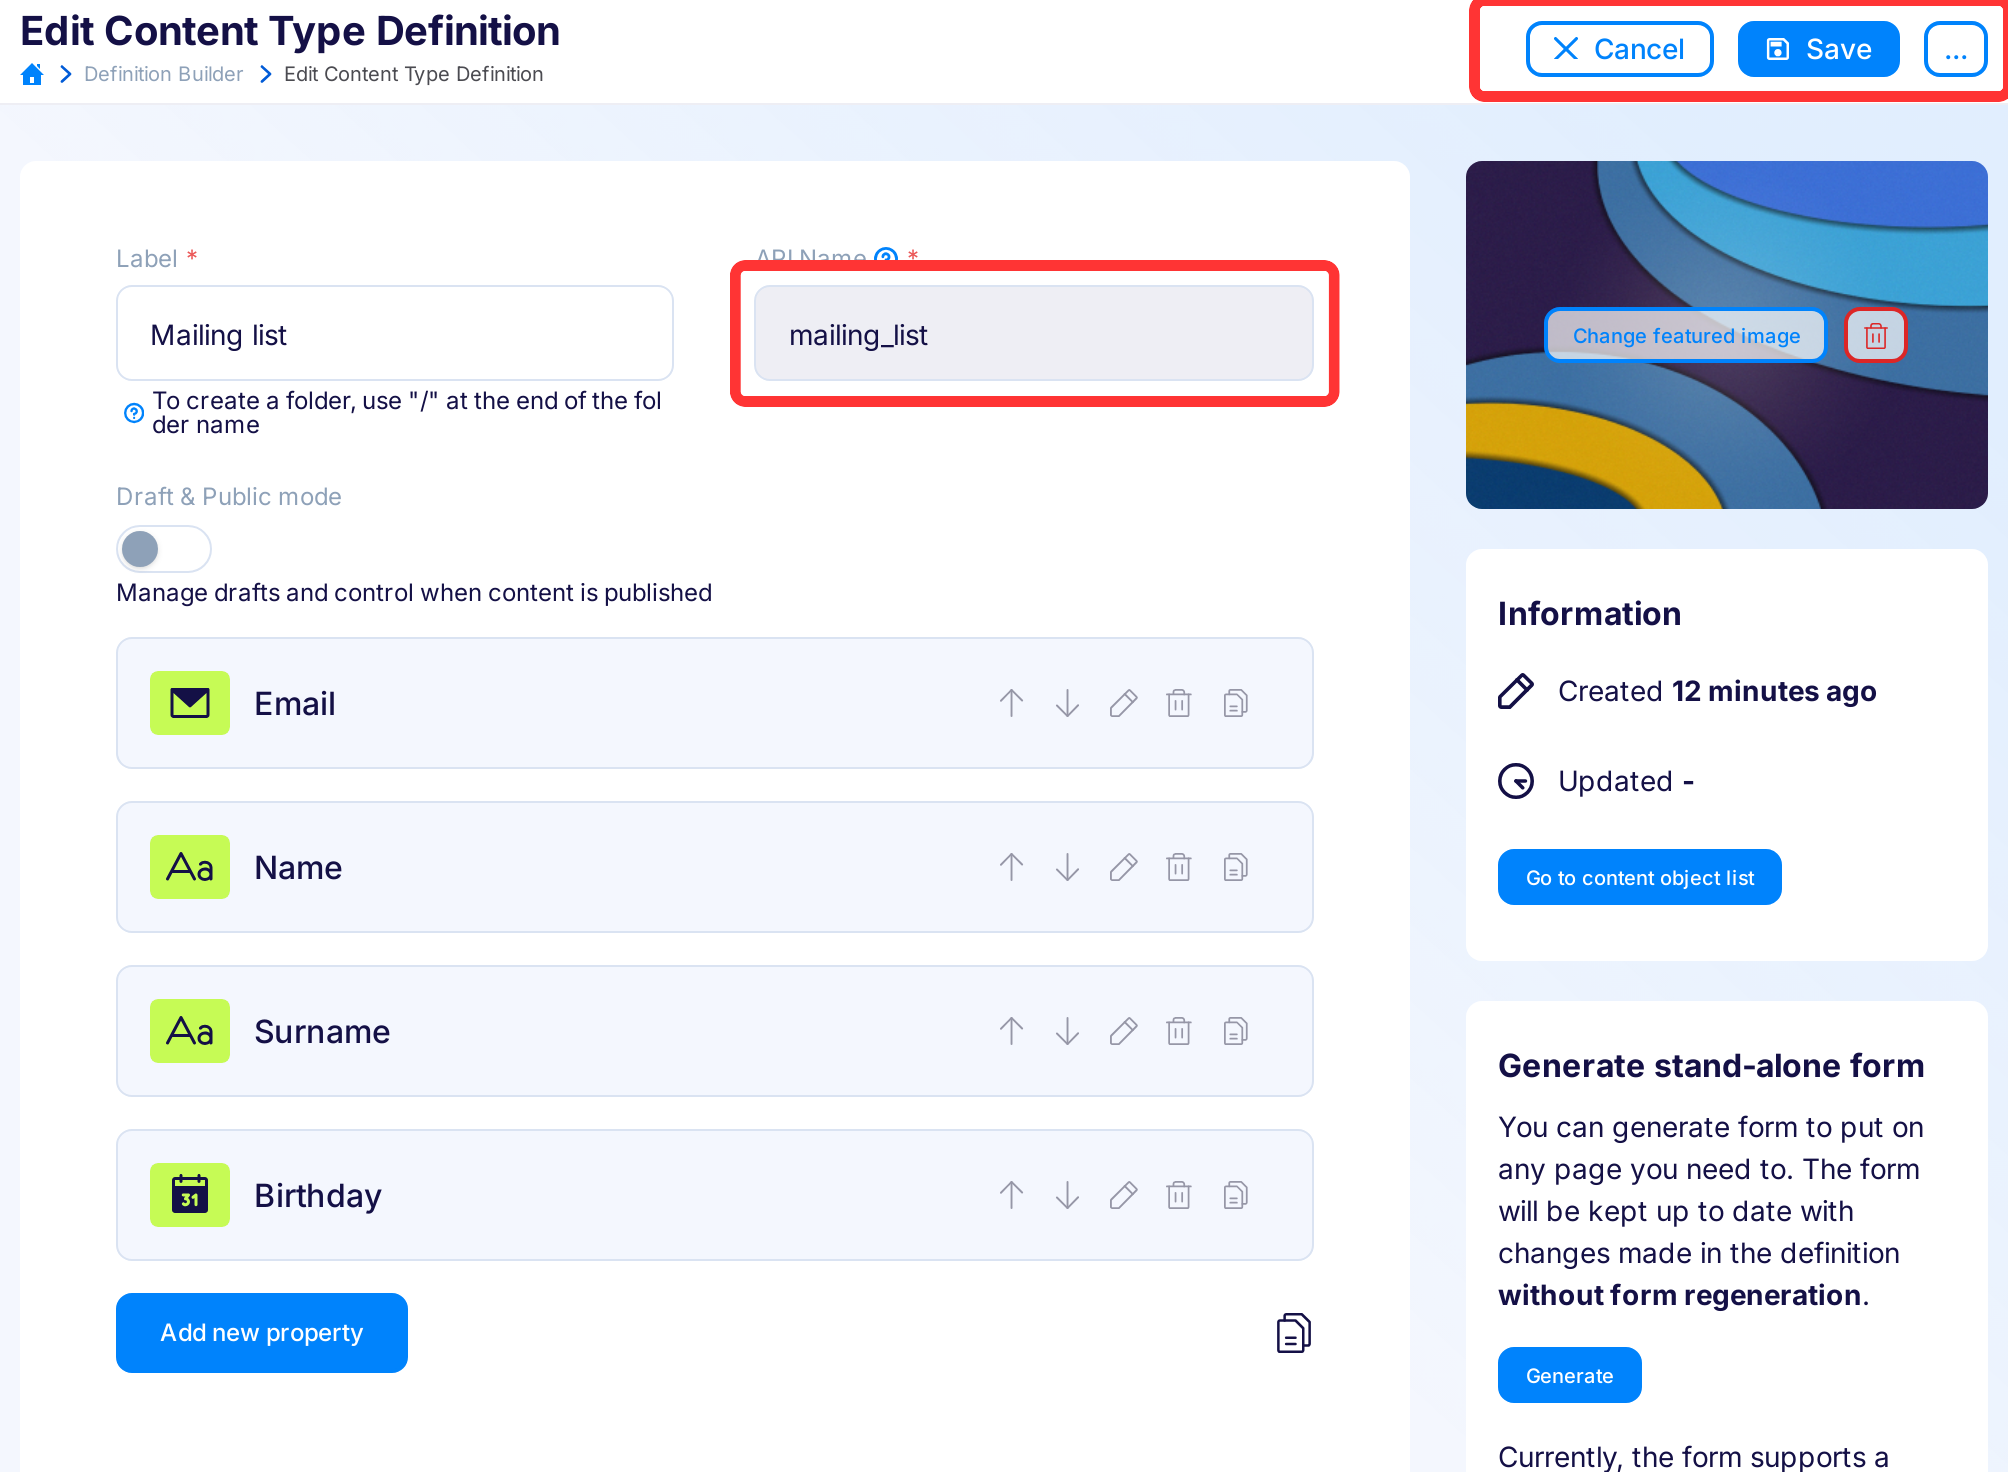 Edit Content Type Definition
Definition Builder Edit Content Type Definition
Cancel
Save
...
Label *
API Name *
Mailing list
mailing_list
To create a folder, use "/" at the end of the fol
der name
Draft & Public mode
Manage drafts and control when content is published
Email
Aa Name
Aa Surname
31 Birthday
Add new property
Change featured image
Information
Created 12 minutes ago
Updated -
Go to content object list
Generate stand-alone form
You can generate form to put on
any page you need to. The form
will be kept up to date with
changes made in the definition
without form regeneration.
Generate
Currently, the form supports a